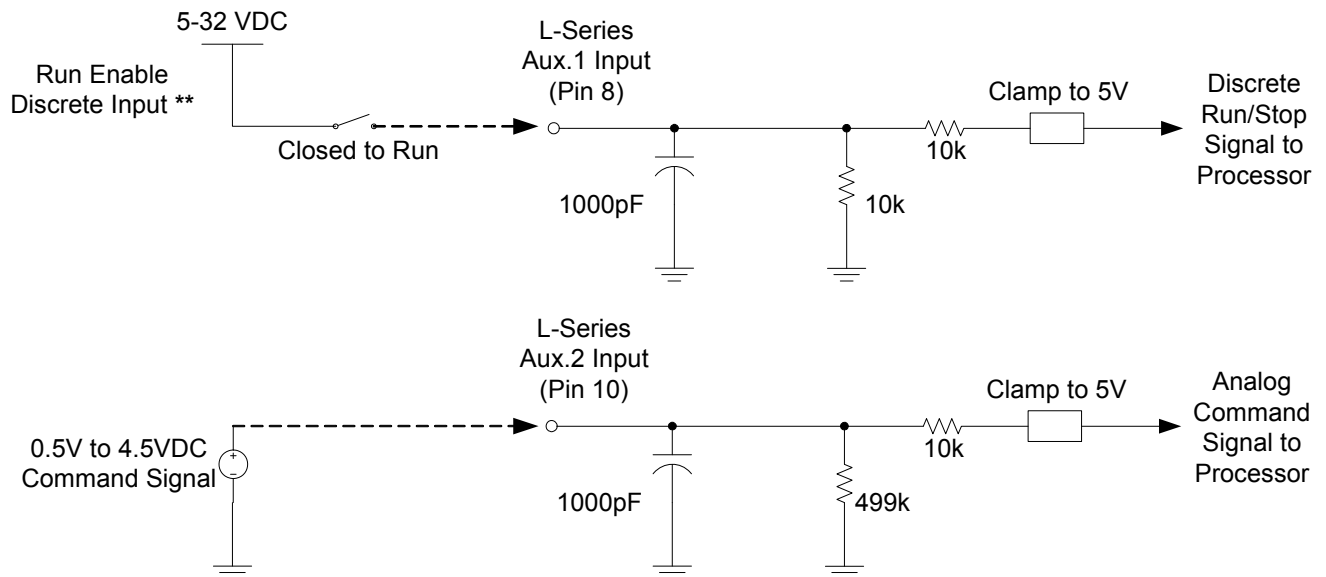 5-32 VDC
Run Enable
Discrete Input **
Closed to Run
L-Series
Aux.1 Input
(Pin 8)
1000pF
10k
10k
Clamp to 5V
Discrete
Run/Stop
Signal to
Processor
0.5V to 4.5VDC
Command Signal
L-Series
Aux.2 Input
(Pin 10)
1000pF
499k
10k
Clamp to 5V
Analog
Command
Signal to
Processor